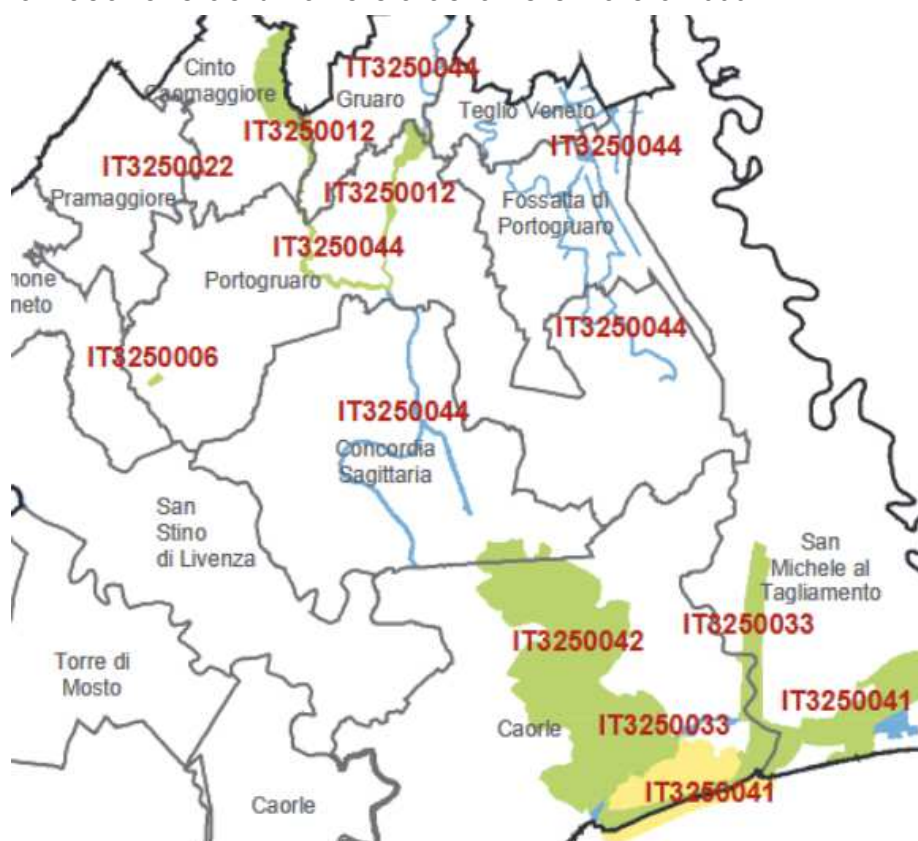 IT3250044
Cinto
Caomaggiore
Gruaro
Teglio Veneto
IT3250012
IT3250044
IT3250022
Pramaggiore
IT3250012
Fossalta di
Portogruaro
IT3250044
Portogruaro
none
neto
IT3250044
IT3250006
IT3250044
Concordia
Sagittaria
San
Stino
di Livenza
San
Michele al
Tagliamento
IT3250033
IT3250042
Torre di
Mosto
IT3250041
Caorle
IT3250033
IT3250041
Caorle